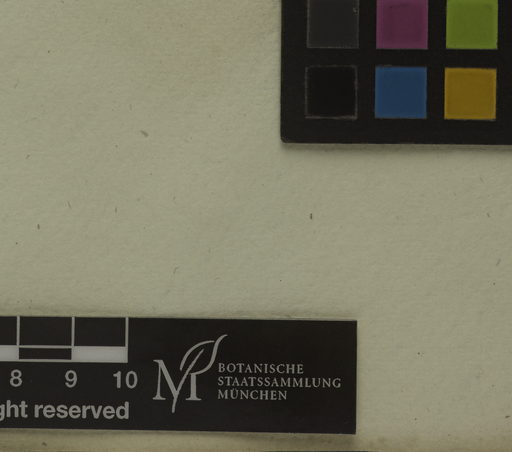 8 9 10
ght reserved
M
BOTANISCHE
STAATSSAMMLUNG
MÜNCHEN